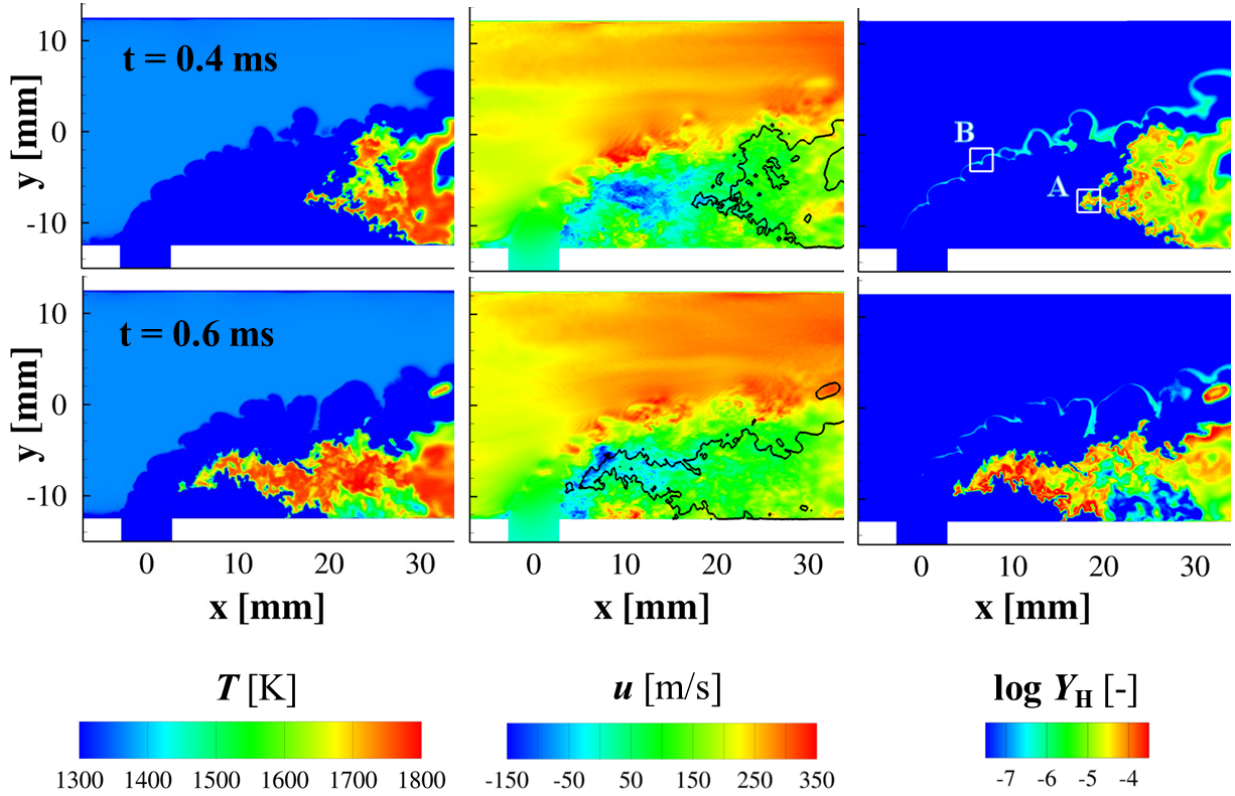 10
t = 0.4 ms
0
y [mm]
-10
B
A
10
t = 0.6 ms
0
y [mm]
-10
0 10 20 30 0 10 20 30 0 10 20 30
x [mm] x [mm] x [mm]
T [K] u [m/s] log Y_H [-]
1300 1400 1500 1600 1700 1800 -150 -50 50 150 250 350 -7 -6 -5 -4